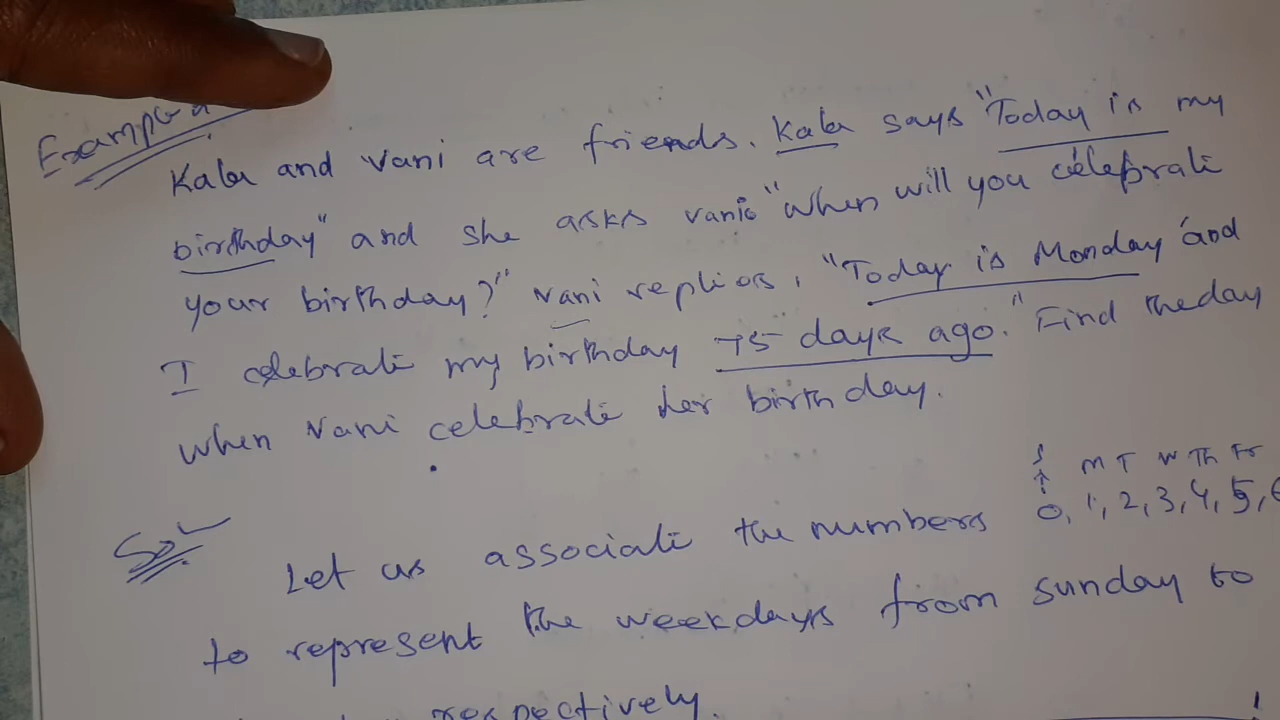 Example
Kala and Vani are friends. Kala says "Today is my
birthday" and she asks vani "when will you celebrate
your birthday?" Vani replies, "Today is Monday and
I celebrate my birthday 75 days ago." Find the day
when Vani celebrate her birthday.
S M T W Th Fr
Sol
Let us associate the numbers 0, 1, 2, 3, 4, 5, 6
to represent the weekdays from sunday to
respectively.